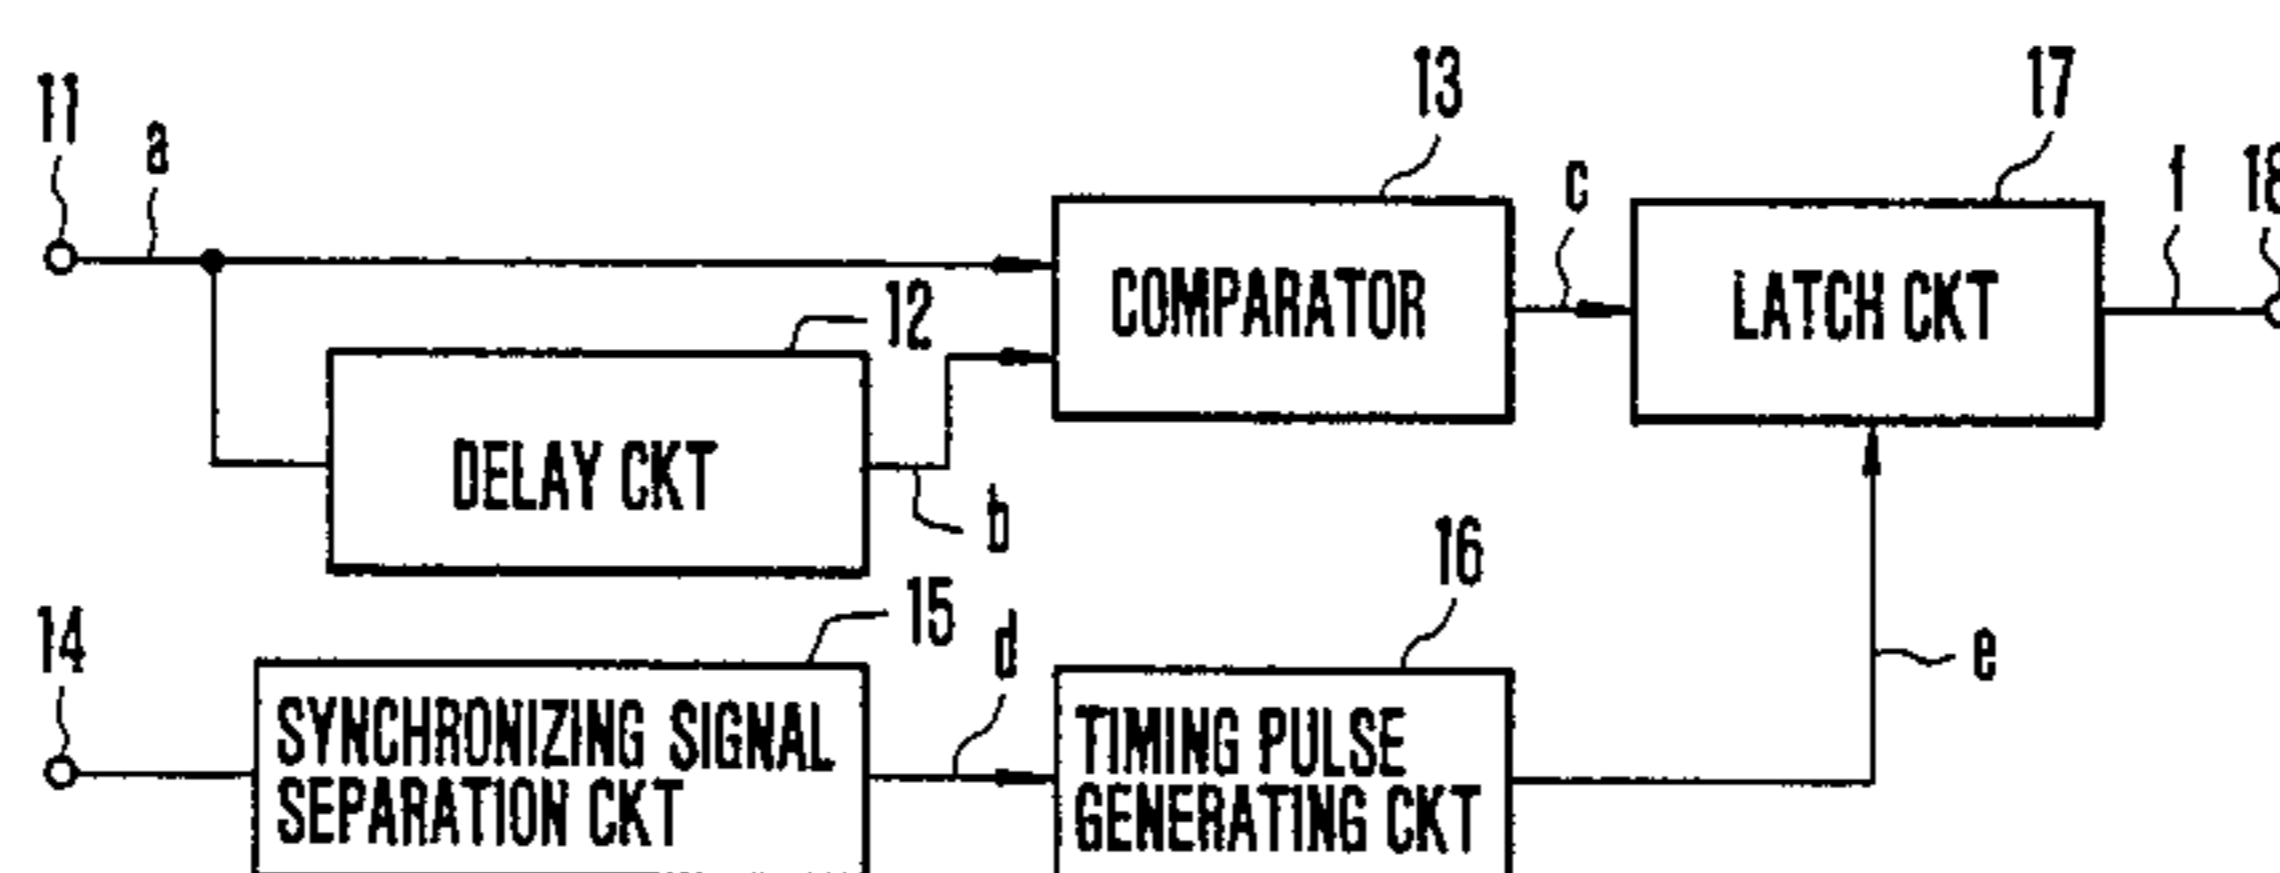 11
a
13
17
c
f
18
12
COMPARATOR
LATCH CKT
DELAY CKT
b
16
14
15
d
e
SYNCHRONIZING SIGNAL
SEPARATION CKT
TIMING PULSE
GENERATING CKT